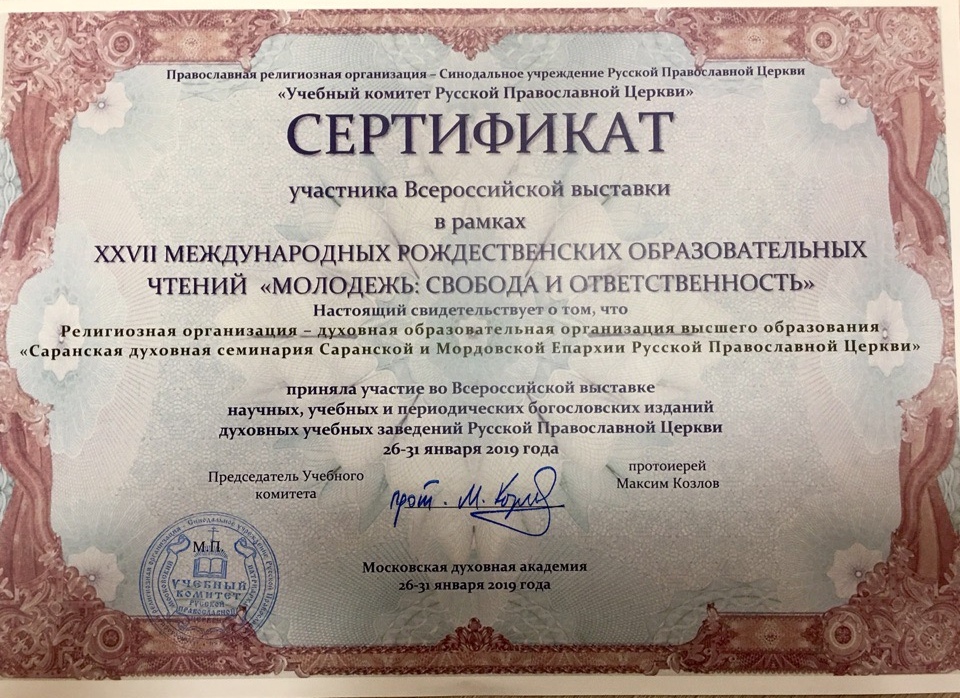 Православная религиозная организация – Синодальное учреждение Русской Православной Церкви
«Учебный комитет Русской Православной Церкви»
СЕРТИФИКАТ
участника Всероссийской выставки
в рамках
XXVII МЕЖДУНАРОДНЫХ РОЖДЕСТВЕНСКИХ ОБРАЗОВАТЕЛЬНЫХ
ЧТЕНИЙ «МОЛОДЕЖЬ: СВОБОДА И ОТВЕТСТВЕННОСТЬ»
Настоящий свидетельствует о том, что
Религиозная организация – духовная образовательная организация высшего образования
«Саранская духовная семинария Саранской и Мордовской Епархии Русской Православной Церкви»
приняла участие во Всероссийской выставке
научных, учебных и периодических богословских изданий
духовных учебных заведений Русской Православной Церкви
26-31 января 2019 года
Председатель Учебного
комитета
прот. М. Козлов
протоиерей
Максим Козлов
М.П.
УЧЕБНЫЙ
КОМИТЕТ
РУССКОЙ
ПРАВОСЛАВНОЙ
Московская духовная академия
26-31 января 2019 года